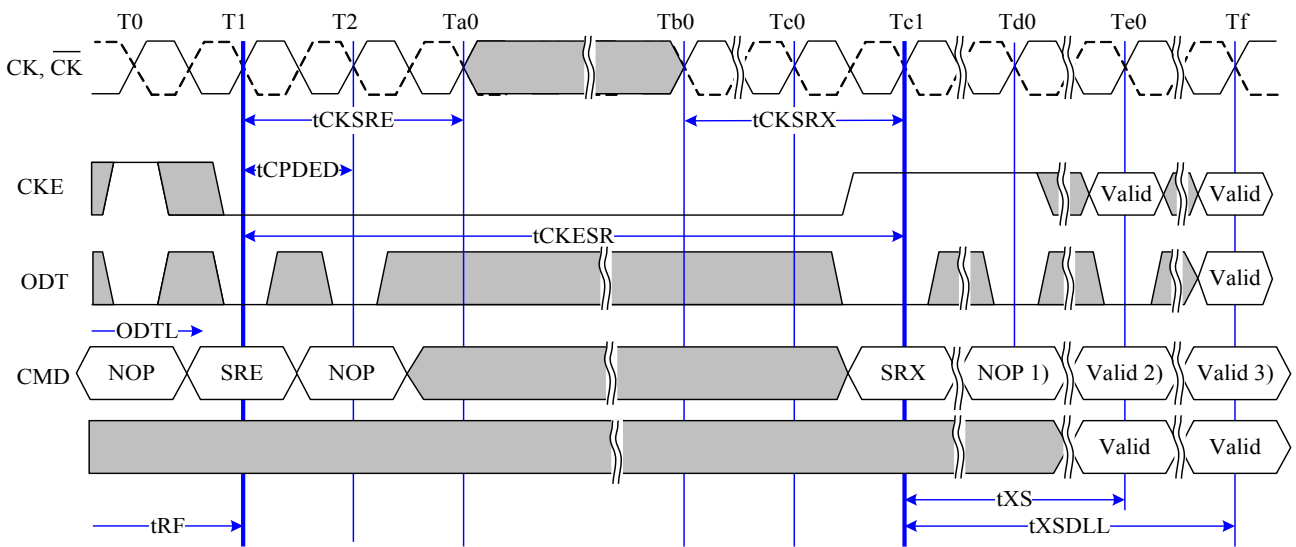 T0 T1 T2 Ta0 Tb0 Tc0 Tc1 Td0 Te0 Tf
CK, CK
tCKSRE tCKSRX
tCPDED
CKE Valid Valid
tCKESR
ODT Valid
ODTL
CMD NOP SRE NOP SRX NOP 1) Valid 2) Valid 3)
Valid Valid
tXS
tRF tXSDLL